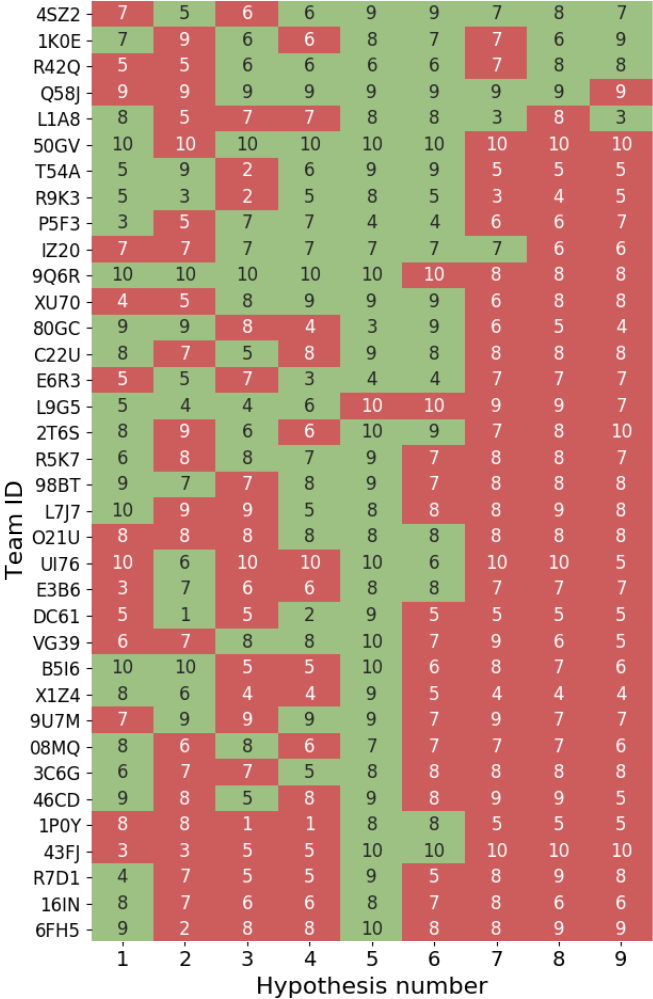 4SZ2 7 5 6 6 9 9 7 8 7
1K0E 7 9 6 6 8 7 7 6 9
R42Q 5 5 6 6 6 6 7 8 8
Q58J 9 9 9 9 9 9 9 9 9
L1A8 8 5 7 7 8 8 3 8 3
50GV 10 10 10 10 10 10 10 10 10
T54A 5 9 2 6 9 9 5 5 5
R9K3 5 3 2 5 8 5 3 4 5
P5F3 3 5 7 7 4 4 6 6 7
IZ20 7 7 7 7 7 7 7 6 6
9Q6R 10 10 10 10 10 10 8 8 8
XU70 4 5 8 9 9 9 6 8 8
80GC 9 9 8 4 3 9 6 5 4
C22U 8 7 5 8 9 8 8 8 8
E6R3 5 5 7 3 4 4 7 7 7
L9G5 5 4 4 6 10 10 9 9 7
2T6S 8 9 6 6 10 9 7 8 10
R5K7 6 8 8 7 9 7 8 8 7
98BT 9 7 7 8 9 7 8 8 8
L7J7 10 9 9 5 8 8 8 9 8
O21U 8 8 8 8 8 8 8 8 8
UI76 10 6 10 10 10 6 10 10 5
E3B6 3 7 6 6 8 8 7 7 7
DC61 5 1 5 2 9 5 5 5 5
VG39 6 7 8 8 10 7 9 6 5
B5I6 10 10 5 5 10 6 8 7 6
X1Z4 8 6 4 4 9 5 4 4 4
9U7M 7 9 9 9 9 7 9 7 7
08MQ 8 6 8 6 7 7 7 7 6
3C6G 6 7 7 5 8 8 8 8 8
46CD 9 8 5 8 9 8 9 9 5
1P0Y 8 8 1 1 8 8 5 5 5
43FJ 3 3 5 5 10 10 10 10 10
R7D1 4 7 5 5 9 5 8 9 8
16IN 8 7 6 6 8 7 8 6 6
6FH5 9 2 8 8 10 8 8 9 9
1 2 3 4 5 6 7 8 9
Hypothesis number
Team ID